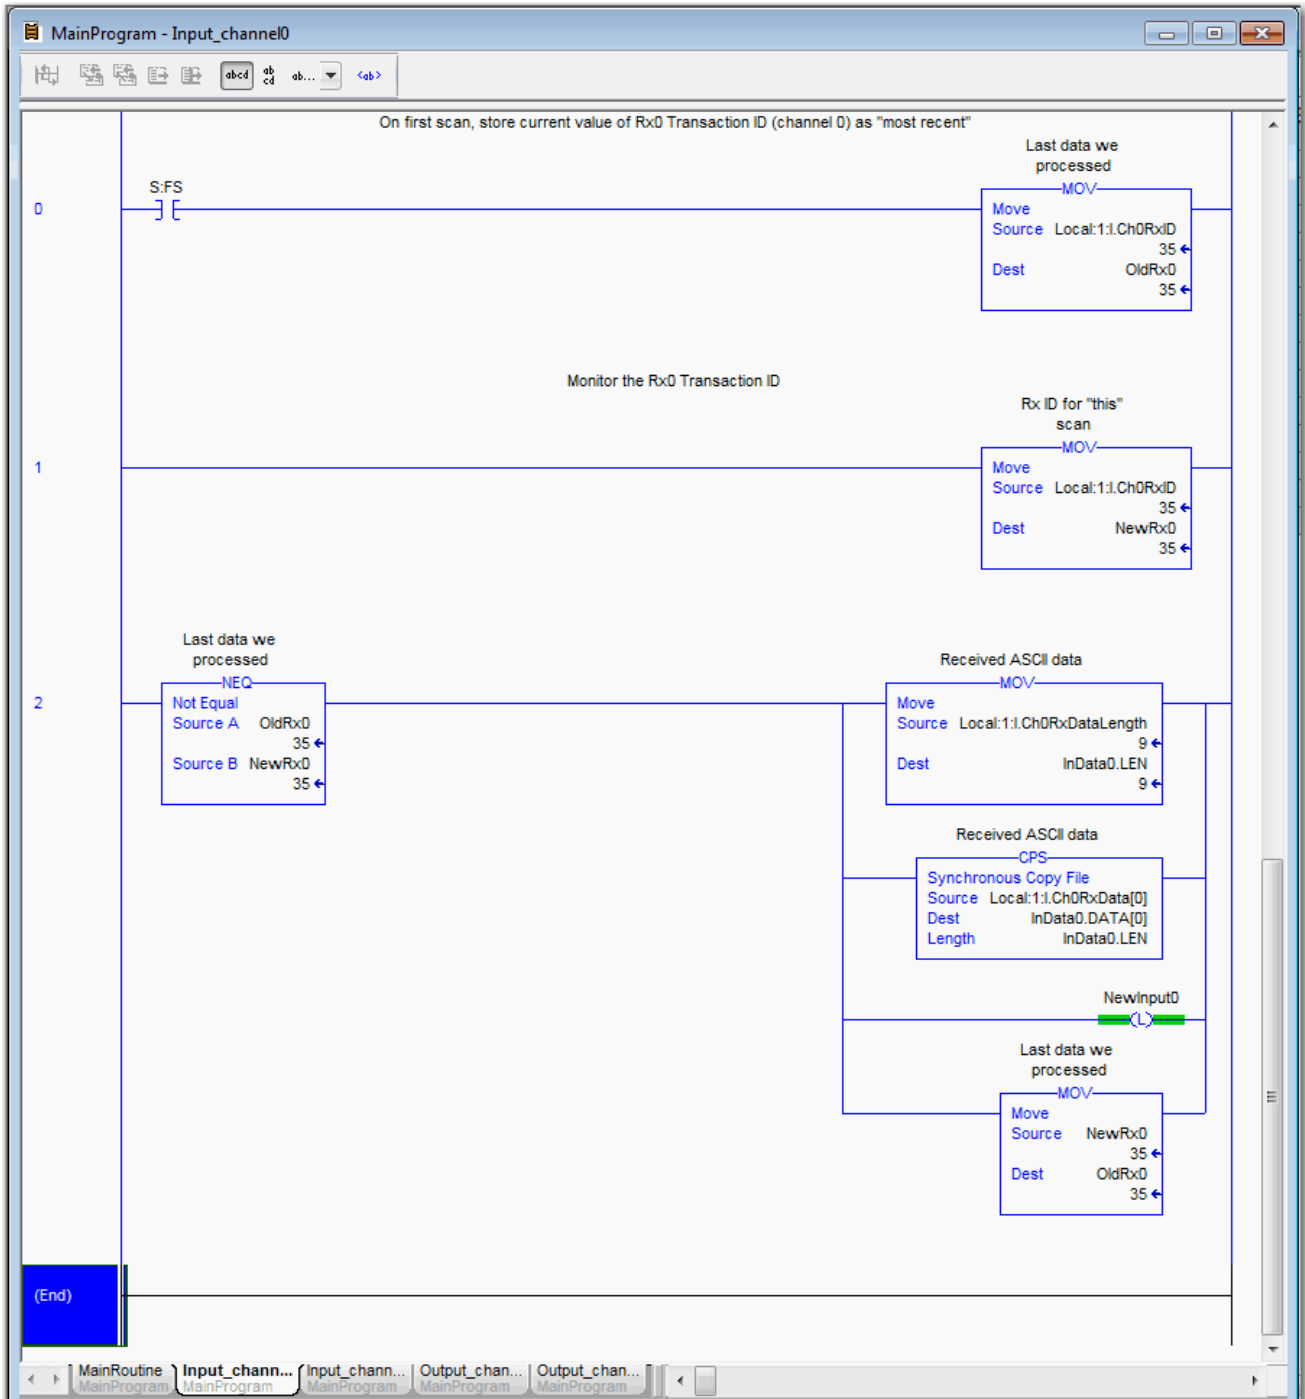 MainProgram - Input_channel0
abcd
ab
cd
ab...
<ab>
On first scan, store current value of Rx0 Transaction ID (channel 0) as "most recent"
Last data we
processed
S:FS
0
MOV
Move
Source Local:1:I.Ch0RxID
35
Dest OldRx0
35
Monitor the Rx0 Transaction ID
Rx ID for "this"
scan
1
MOV
Move
Source Local:1:I.Ch0RxID
35
Dest NewRx0
35
Last data we
processed
2
NEQ
Not Equal
Source A OldRx0
35
Source B NewRx0
35
Received ASCII data
MOV
Move
Source Local:1:I.Ch0RxDataLength
9
Dest InData0.LEN
9
Received ASCII data
CPS
Synchronous Copy File
Source Local:1:I.Ch0RxData[0]
Dest InData0.DATA[0]
Length InData0.LEN
NewInput0
(L)
Last data we
processed
MOV
Move
Source NewRx0
35
Dest OldRx0
35
(End)
MainRoutine Input_chann... Input_chann... Output_chan... Output_chan...
MainProgram MainProgram MainProgram MainProgram MainProgram